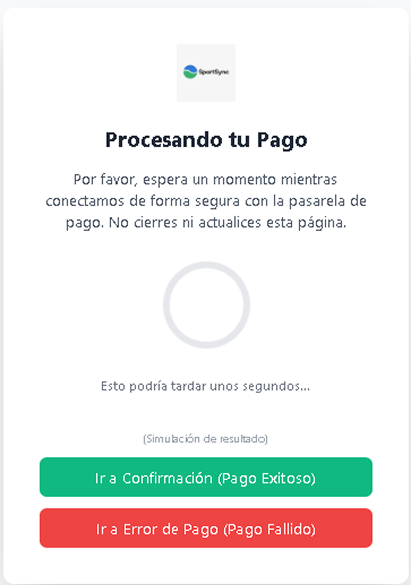 SportSync
Procesando tu Pago
Por favor, espera un momento mientras
conectamos de forma segura con la pasarela de
pago. No cierres ni actualices esta página.
Esto podría tardar unos segundos...
(Simulación de resultado)
Ir a Confirmación (Pago Exitoso)
Ir a Error de Pago (Pago Fallido)